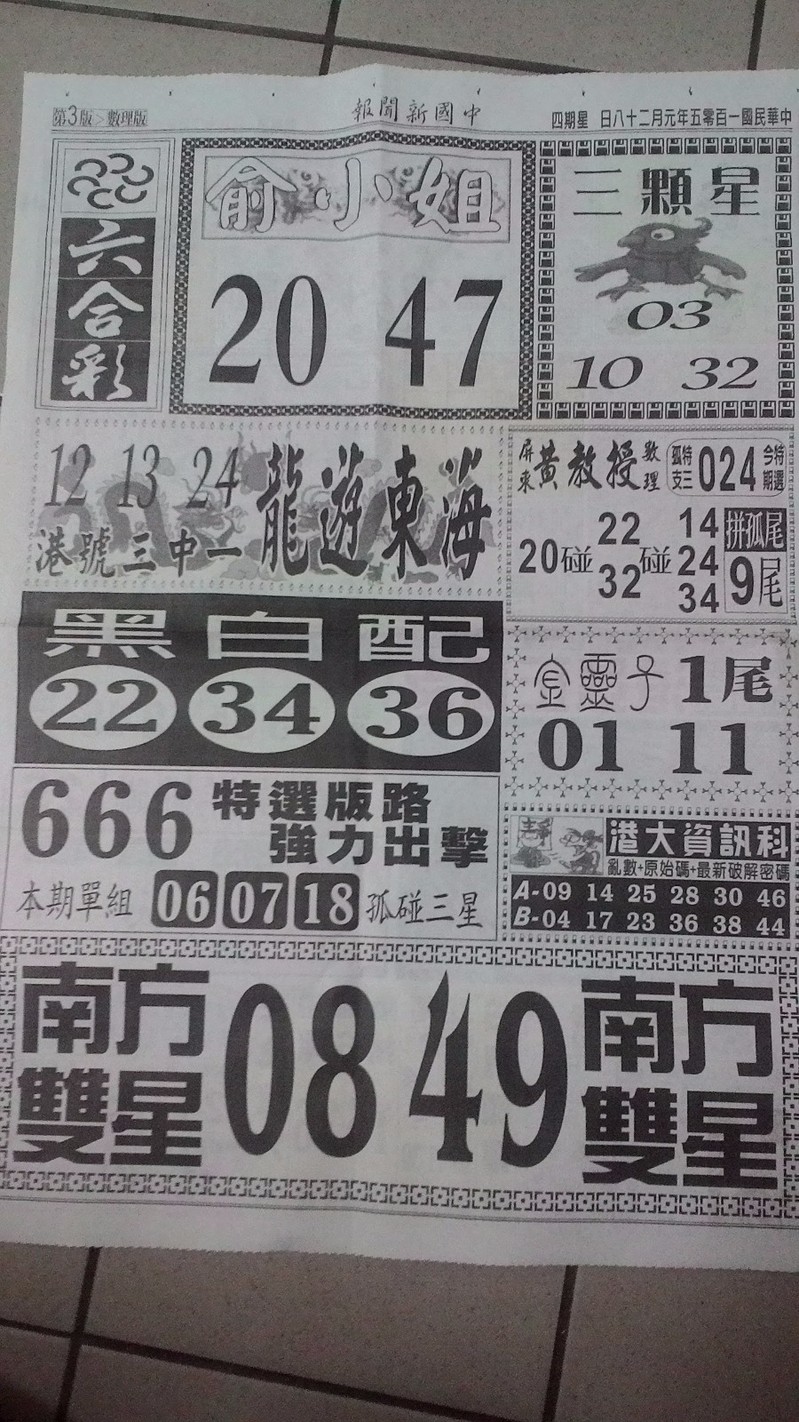 第3版>數理版
報聞新國中
日八十二月元年五零百一國民華中 四期星
六合彩
俞小姐
20 47
三顆星
03
10 32
12 13 24 龍遊東海
港號三中一
屏東黃教授數理
孤支特三 024 今期特選
20碰
22
32
碰
14
24
34
拼孤尾
9尾
黑白配
22 34 36
金靈子 1尾
01 11
666 特選版路
強力出擊
本期單組 06 07 18 孤碰三星
港大資訊科
亂數+原始碼+最新破解密碼
A-09 14 25 28 30 46
B-04 17 23 36 38 44
南方雙星
08 49
南方雙星